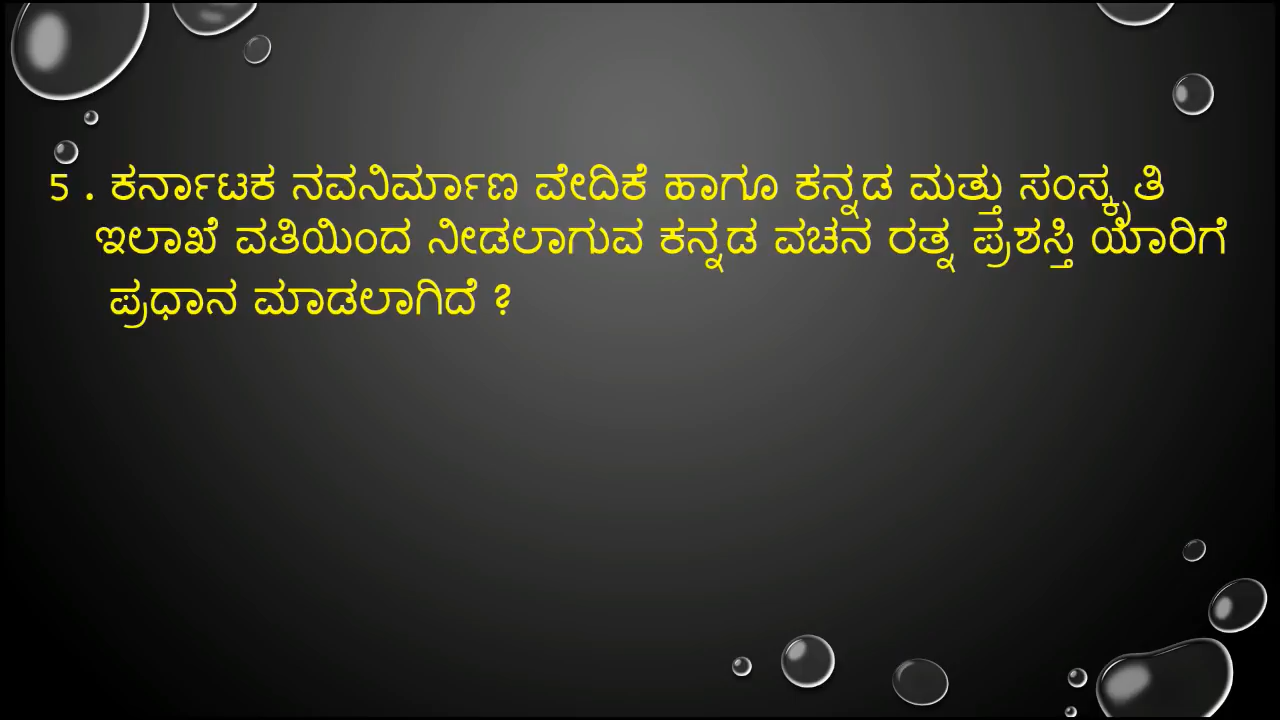 5 . ಕರ್ನಾಟಕ ನವನಿರ್ಮಾಣ ವೇದಿಕೆ ಹಾಗೂ ಕನ್ನಡ ಮತ್ತು ಸಂಸ್ಕೃತಿ
ಇಲಾಖೆ ವತಿಯಿಂದ ನೀಡಲಾಗುವ ಕನ್ನಡ ವಚನ ರತ್ನ ಪ್ರಶಸ್ತಿ ಯಾರಿಗೆ
ಪ್ರಧಾನ ಮಾಡಲಾಗಿದೆ ?